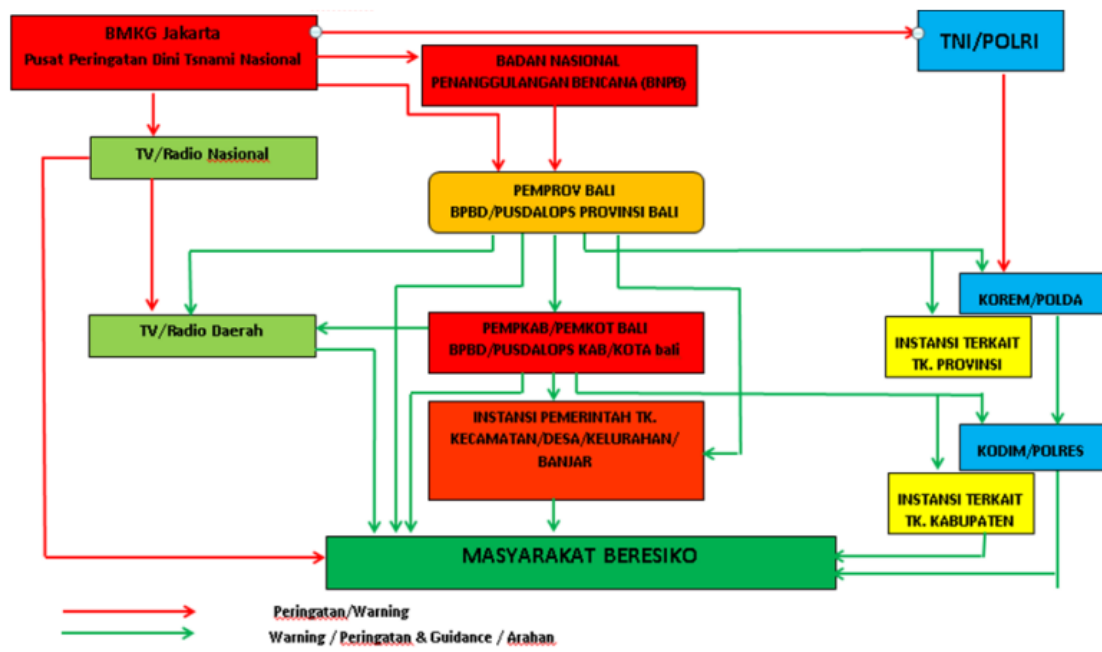 BMKG Jakarta
Pusat Peringatan Dini Tsnami Nasional
TNI/POLRI
BADAN NASIONAL
PENANGGULANGAN BENCANA (BNPB)
TV/Radio Nasional
PEMPROV BALI
BPBD/PUSDALOPS PROVINSI BALI
KOREM/POLDA
TV/Radio Daerah
PEMPKAB/PEMKOT BALI
BPBD/PUSDALOPS KAB/KOTA bali
INSTANSI TERKAIT
TK. PROVINSI
INSTANSI PEMERINTAH TK.
KECAMATAN/DESA/KELURAHAN/
BANJAR
KODIM/POLRES
INSTANSI TERKAIT
TK. KABUPATEN
MASYARAKAT BERESIKO
Peringatan/Warning
Warning / Peringatan & Guidance / Arahan